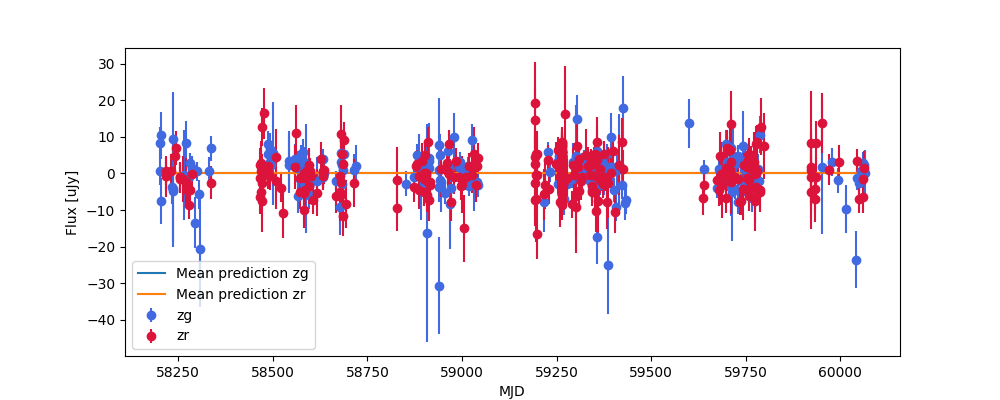 30
20
10
0
−10
−20
−30
−40
Flux [uJy]
Mean prediction zg
Mean prediction zr
zg
zr
58250 58500 58750 59000 59250 59500 59750 60000
MJD